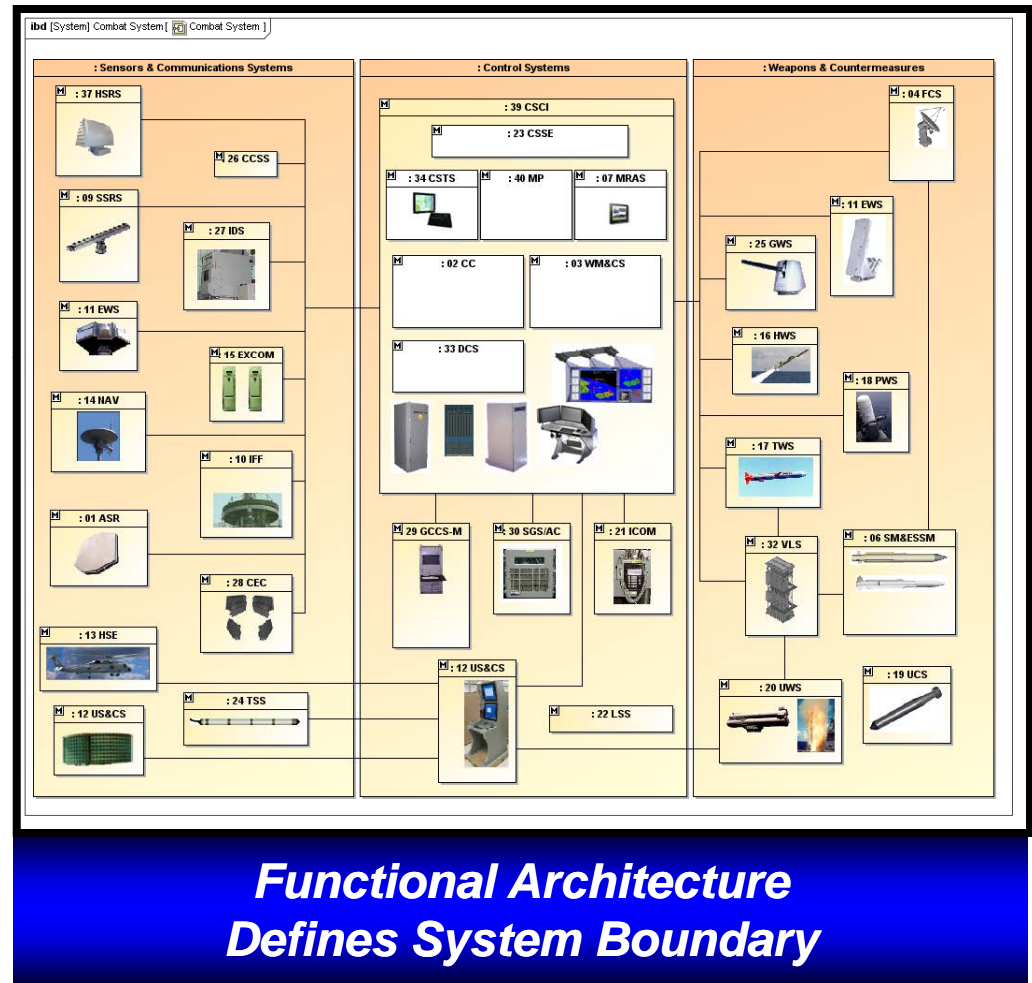 ibd [System] Combat System [ Combat System ]
: Sensors & Communications Systems
: 37 HSRS
: 26 CCSS
: 09 SSRS
: 27 IDS
: 11 EWS
: 15 EXCOM
: 14 NAV
: 10 IFF
: 01 ASR
: 28 CEC
: 13 HSE
: 24 TSS
: 12 US&CS
: Control Systems
: 39 CSCI
: 23 CSSE
: 34 CSTS
: 40 MP
: 07 MRAS
: 02 CC
: 03 WM&CS
: 33 DCS
: 29 GCCS-M
: 30 SGS/AC
: 21 ICOM
: 12 US&CS
: 22 LSS
: Weapons & Countermeasures
: 04 FCS
: 11 EWS
: 25 GWS
: 16 HWS
: 18 PWS
: 17 TWS
: 32 VLS
: 06 SM&ESSM
: 20 UWS
: 19 UCS
Functional Architecture
Defines System Boundary